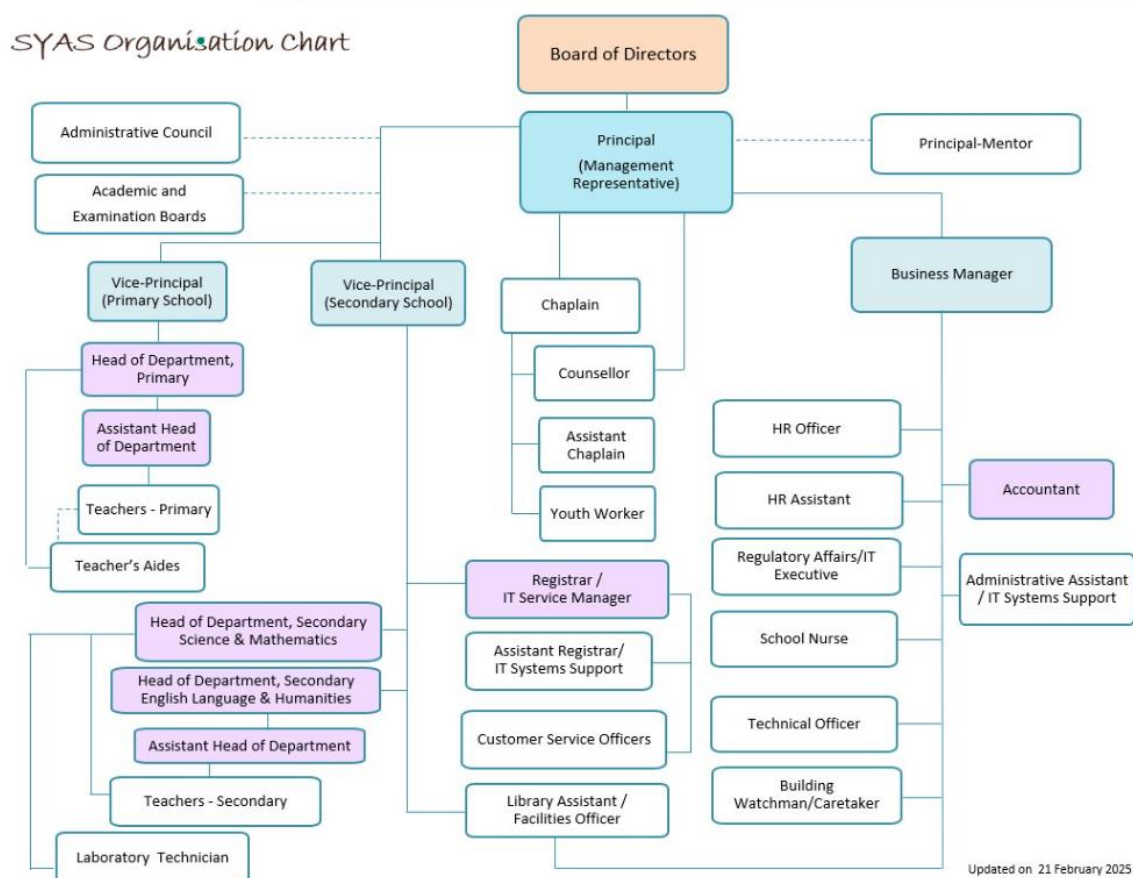 SYAS Organisation Chart
Board of Directors
Administrative Council
Principal
(Management
Representative)
Principal-Mentor
Academic and
Examination Boards
Vice-Principal
(Primary School)
Vice-Principal
(Secondary School)
Chaplain
Business Manager
Head of Department,
Primary
Counsellor
Assistant Head
of Department
Assistant
Chaplain
HR Officer
Teachers - Primary
Youth Worker
HR Assistant
Accountant
Teacher's Aides
Registrar /
IT Service Manager
Regulatory Affairs/IT
Executive
Administrative Assistant
/ IT Systems Support
Head of Department, Secondary
Science & Mathematics
Assistant Registrar/
IT Systems Support
School Nurse
Head of Department, Secondary
English Language & Humanities
Assistant Head of Department
Customer Service Officers
Technical Officer
Teachers - Secondary
Library Assistant /
Facilities Officer
Building
Watchman/Caretaker
Laboratory Technician
Updated on 21 February 2025